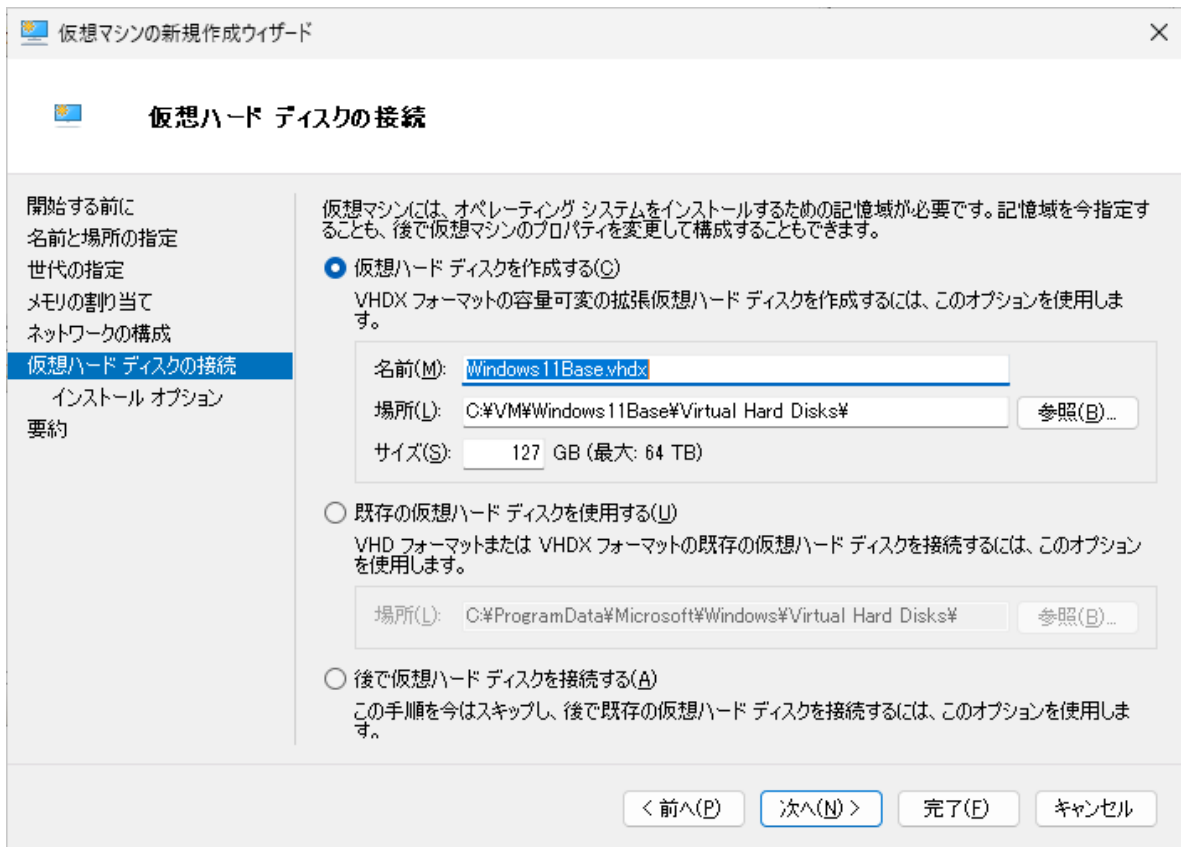 仮想マシンの新規作成ウィザード
仮想ハード ディスクの接続
開始する前に
名前と場所の指定
世代の指定
メモリの割り当て
ネットワークの構成
仮想ハード ディスクの接続
インストール オプション
要約
仮想マシンには、オペレーティング システムをインストールするための記憶域が必要です。記憶域を今指定す
ることも、後で仮想マシンのプロパティを変更して構成することもできます。
仮想ハード ディスクを作成する(C)
VHDX フォーマットの容量可変の拡張仮想ハード ディスクを作成するには、このオプションを使用しま
す。
名前(M): Windows11Base.vhdx
場所(L): C:¥VM¥Windows11Base¥Virtual Hard Disks¥ 参照(B)...
サイズ(S): 127 GB (最大: 64 TB)
既存の仮想ハード ディスクを使用する(U)
VHD フォーマットまたは VHDX フォーマットの既存の仮想ハード ディスクを接続するには、このオプション
を使用します。
場所(L): C:¥ProgramData¥Microsoft¥Windows¥Virtual Hard Disks¥ 参照(B)...
後で仮想ハード ディスクを接続する(A)
この手順を今はスキップし、後で既存の仮想ハード ディスクを接続するには、このオプションを使用しま
す。
< 前へ(P) 次へ(N) > 完了(F) キャンセル